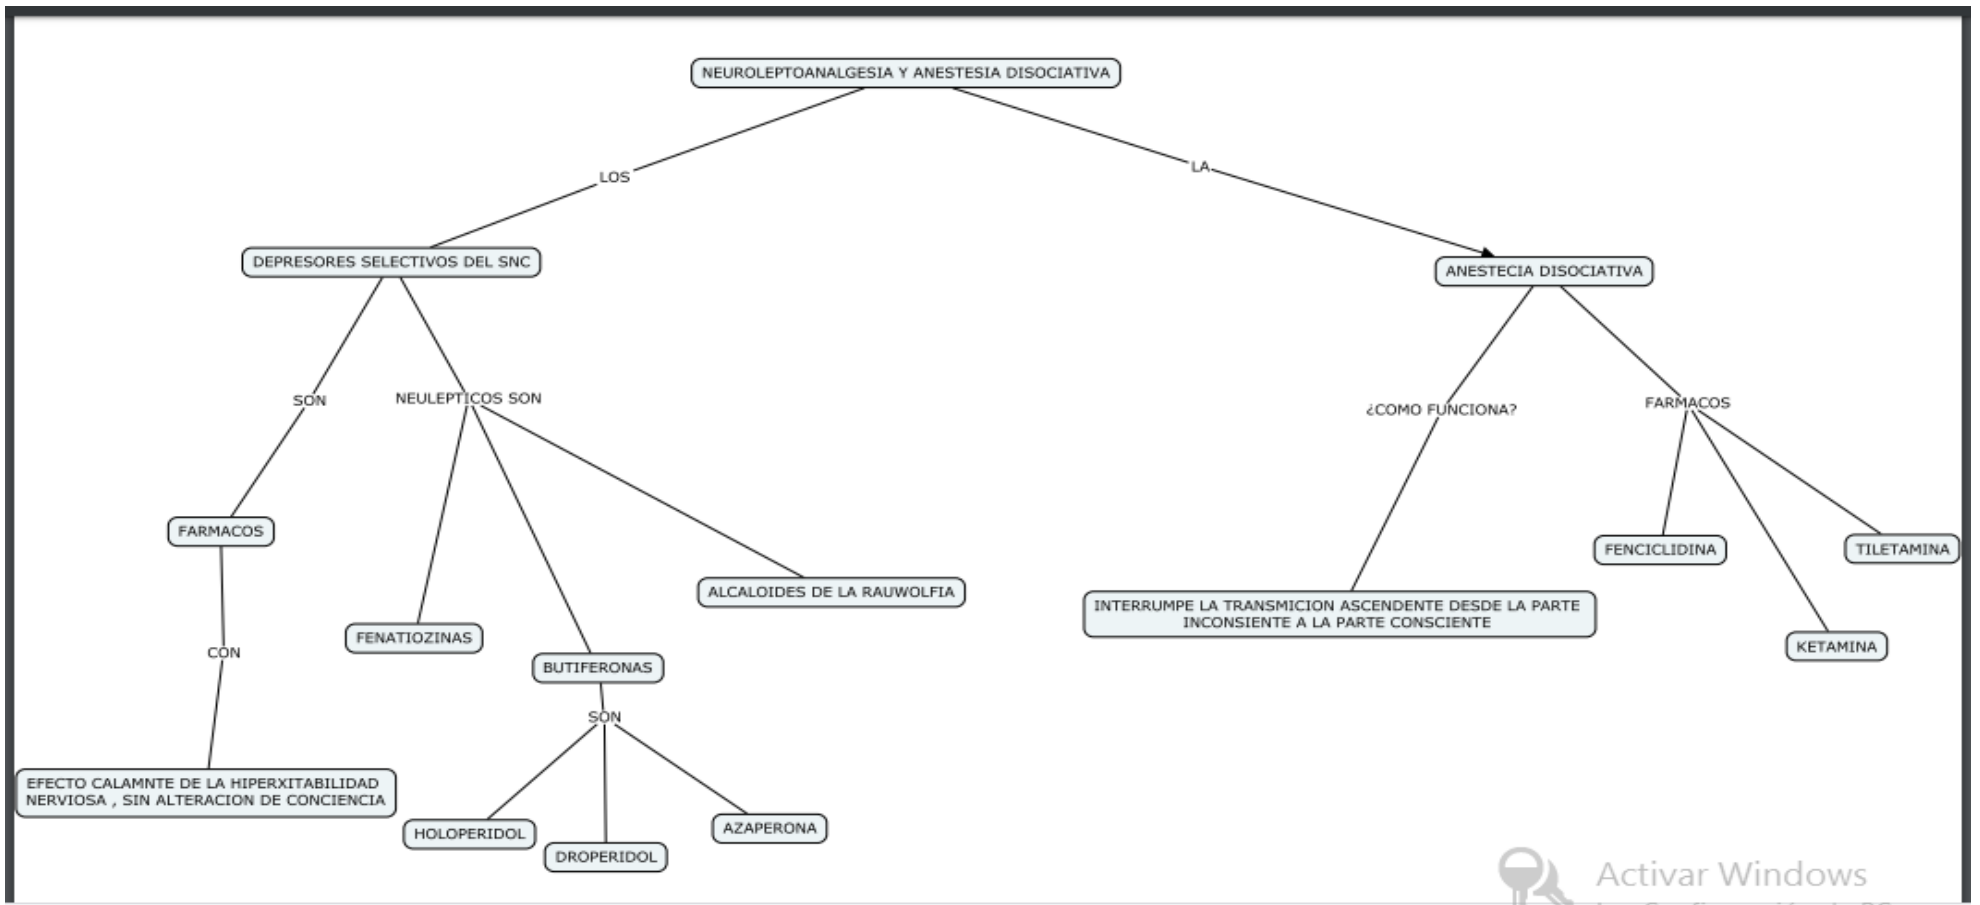 NEUROLEPTOANALGESIA Y ANESTESIA DISOCIATIVA
LOS
LA
DEPRESORES SELECTIVOS DEL SNC
ANESTECIA DISOCIATIVA
SON
NEULEPTICOS SON
¿COMO FUNCIONA?
FARMACOS
FARMACOS
FENCICLIDINA
TILETAMINA
ALCALOIDES DE LA RAUWOLFIA
INTERRUMPE LA TRANSMICION ASCENDENTE DESDE LA PARTE
INCONSIENTE A LA PARTE CONSCIENTE
FENATIOZINAS
KETAMINA
CON
BUTIFERONAS
SON
EFECTO CALAMNTE DE LA HIPERXITABILIDAD
NERVIOSA , SIN ALTERACION DE CONCIENCIA
HOLOPERIDOL
AZAPERONA
DROPERIDOL
Activar Windows